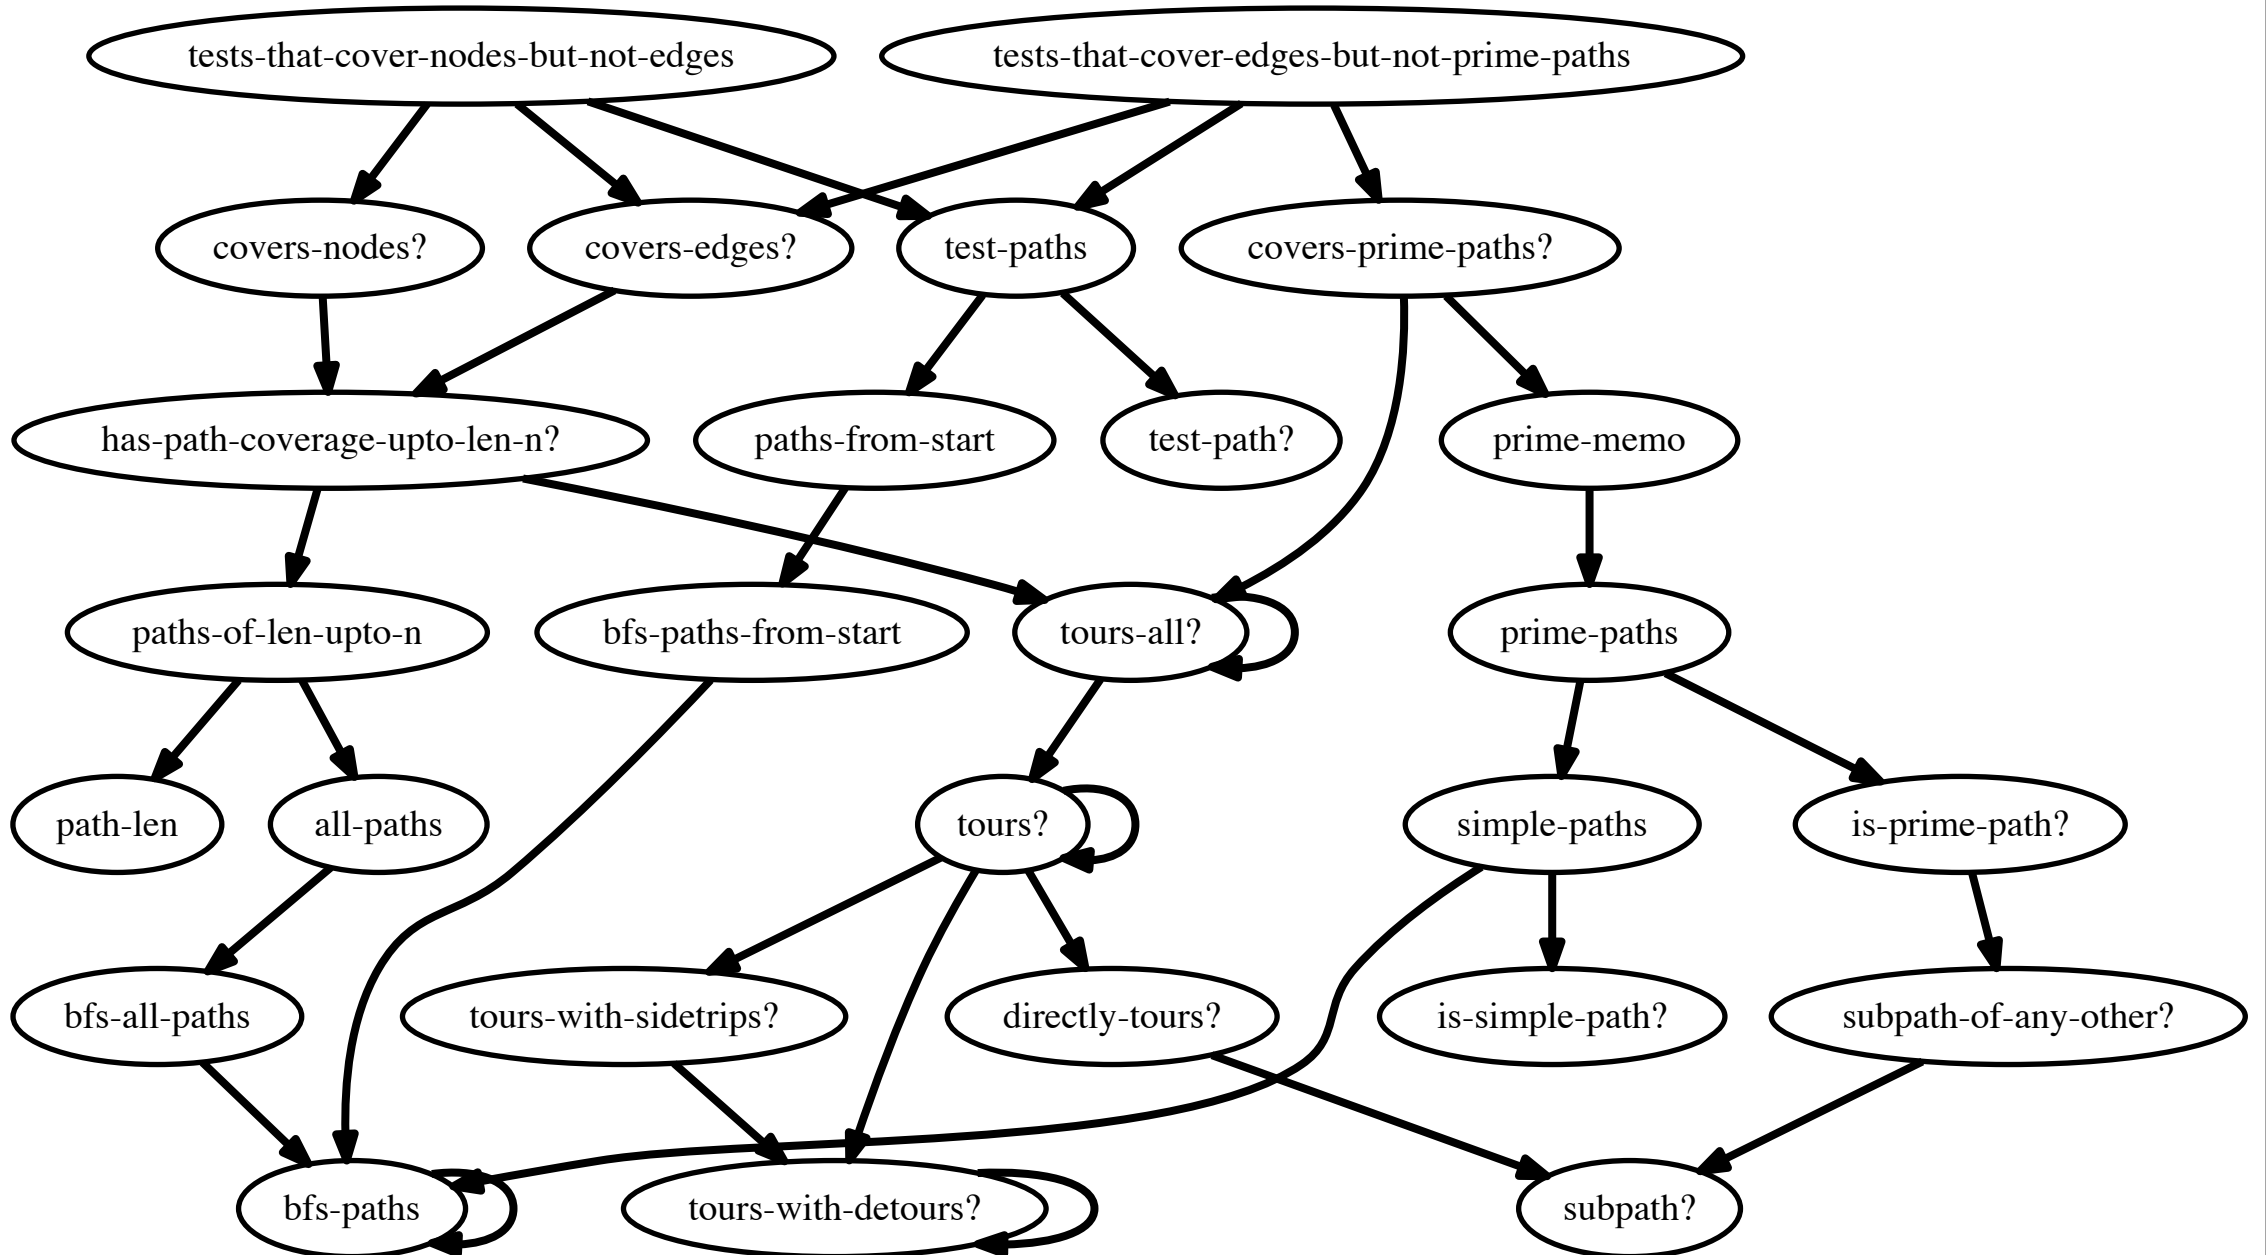 tests-that-cover-nodes-but-not-edges
tests-that-cover-edges-but-not-prime-paths
covers-nodes?
covers-edges?
test-paths
covers-prime-paths?
has-path-coverage-upto-len-n?
paths-from-start
test-path?
prime-memo
paths-of-len-upto-n
bfs-paths-from-start
tours-all?
prime-paths
path-len
all-paths
tours?
simple-paths
is-prime-path?
bfs-all-paths
tours-with-sidetrips?
directly-tours?
is-simple-path?
subpath-of-any-other?
bfs-paths
tours-with-detours?
subpath?